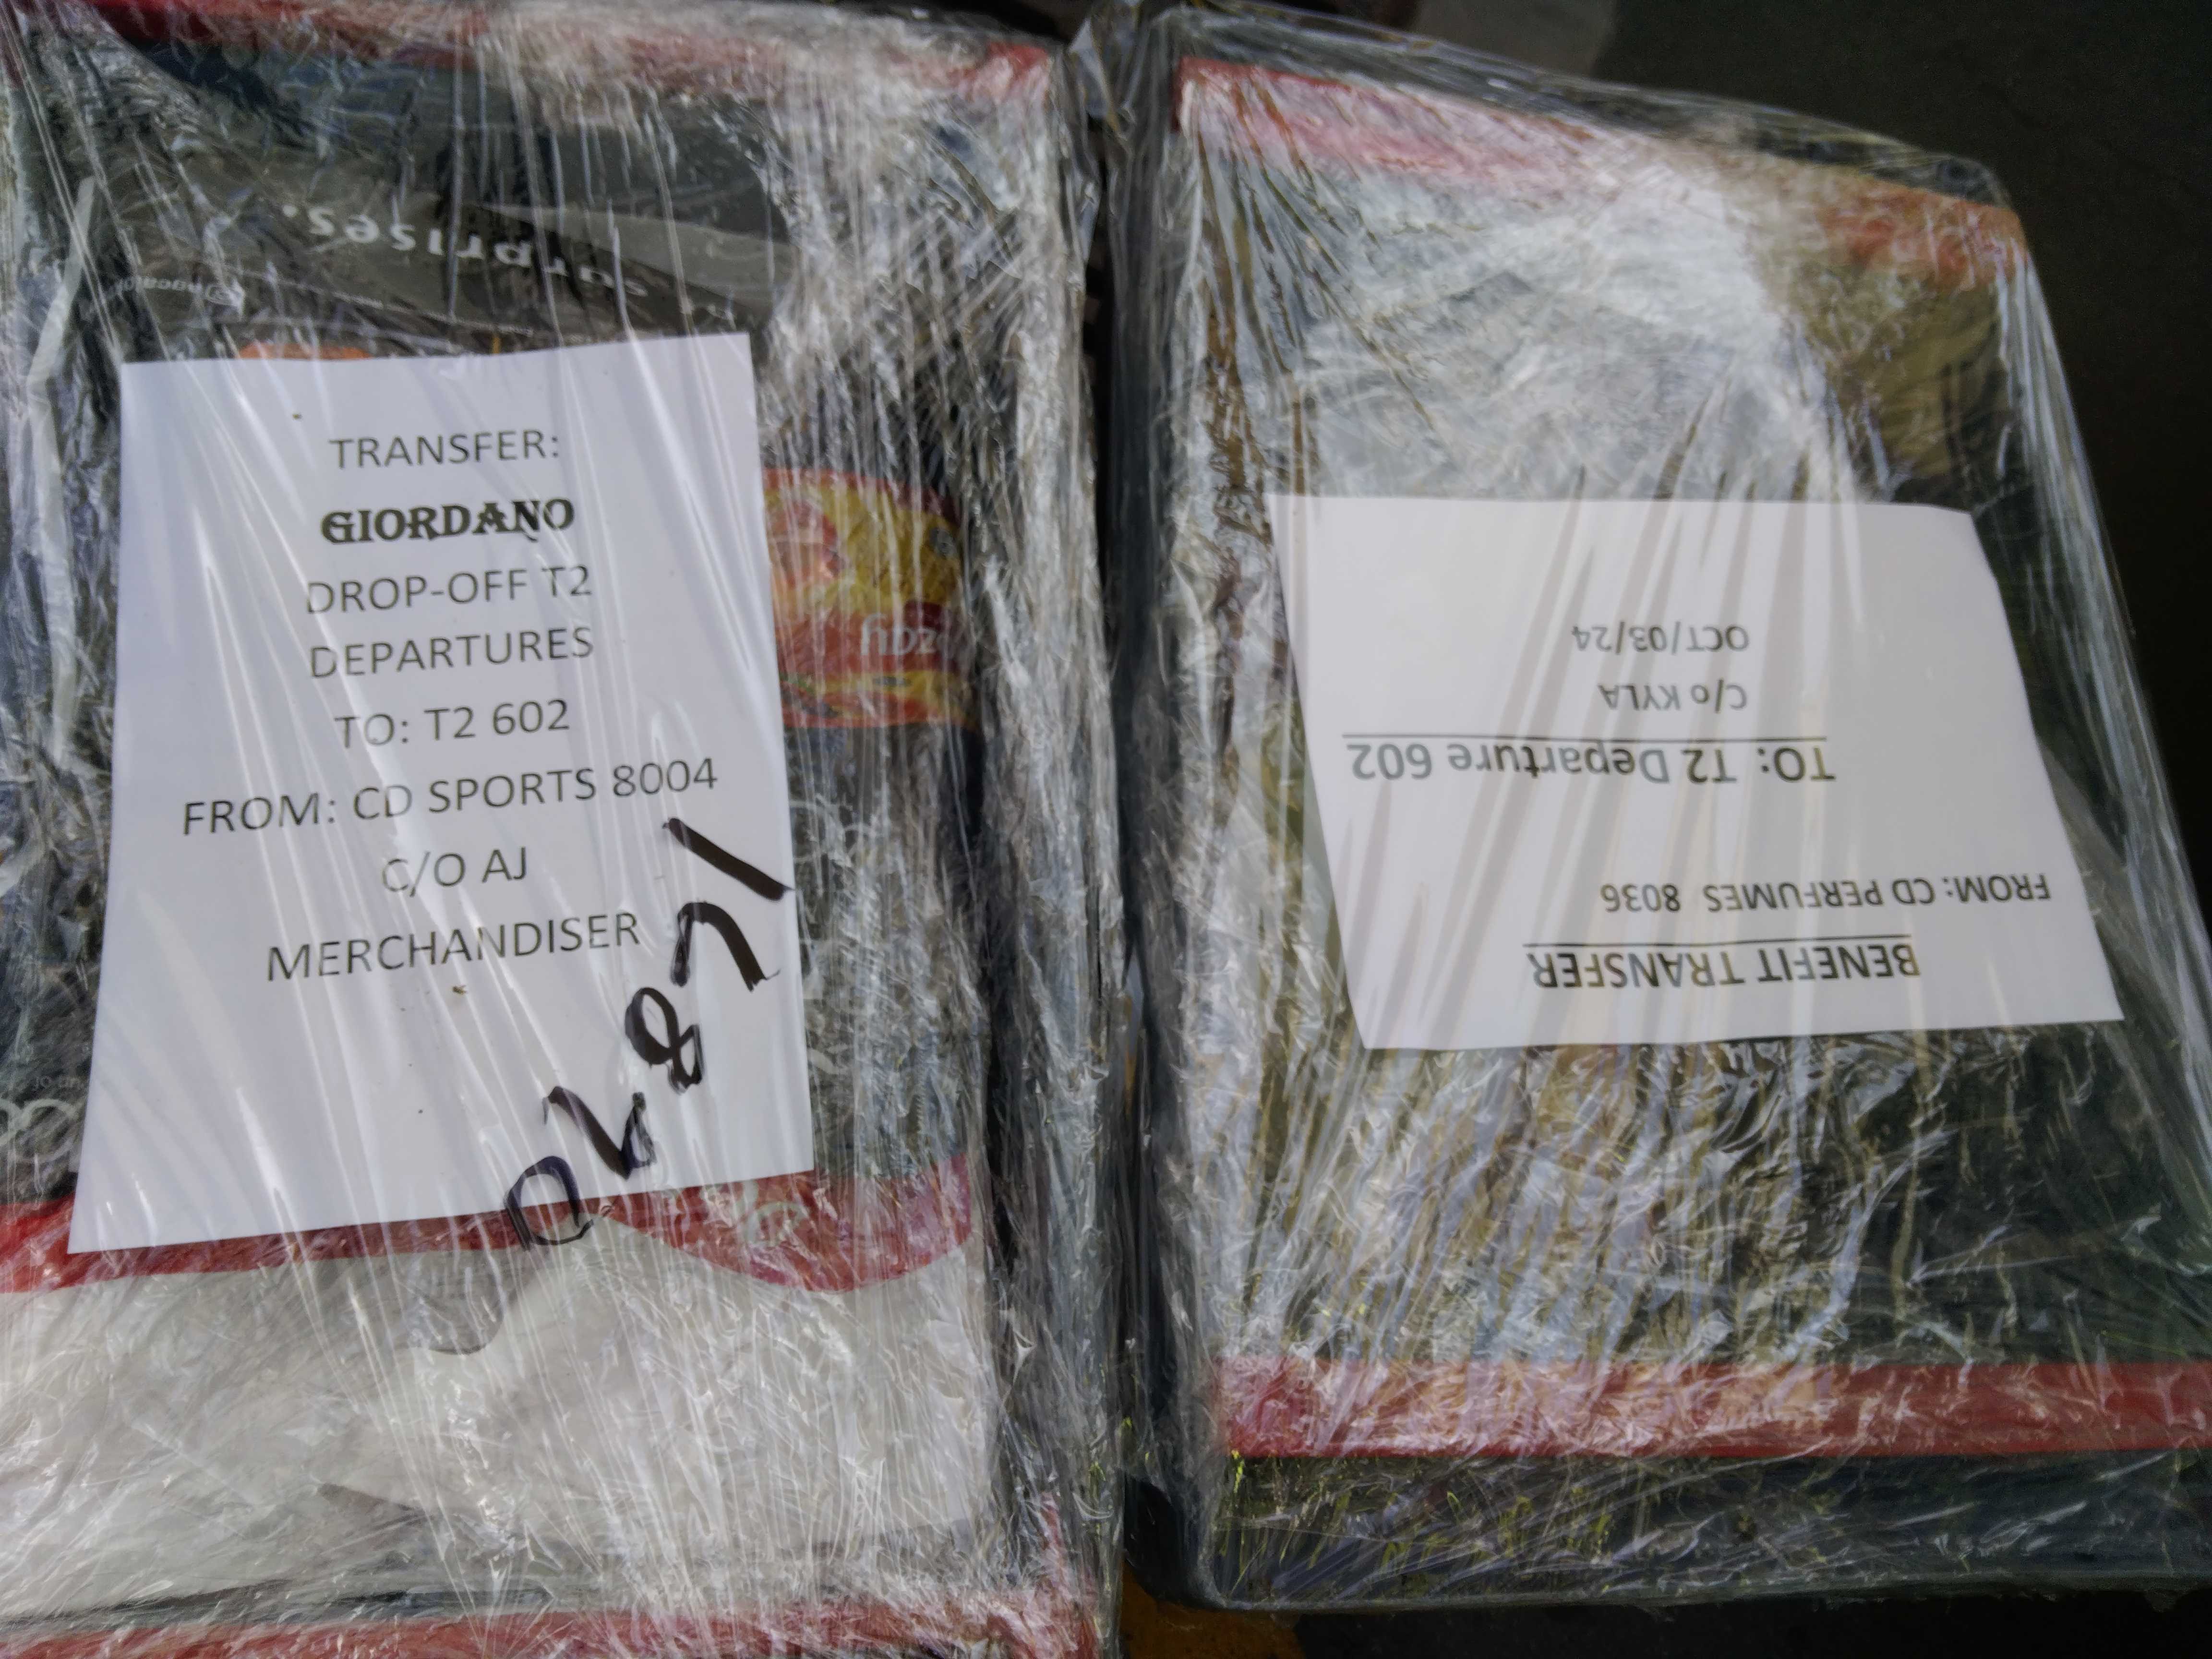 surprises.
TRANSFER:
GIORDANO
DROP-OFF T2
DEPARTURES
TO: T2 602
FROM: CD SPORTS 8004
C/O AJ
MERCHANDISER
BENEFIT TRANSFER
FROM: CD PERFUMES 8036
TO: T2 Departure 602
C/o KYLA
OCT/03/24